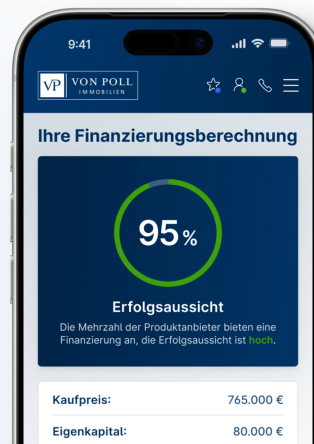 9:41
VP VON POLL
IMMOBILIEN
Ihre Finanzierungsberechnung
95 %
Erfolgsaussicht
Die Mehrzahl der Produktanbieter bieten eine
Finanzierung an, die Erfolgsaussicht ist hoch.
Kaufpreis: 765.000 €
Eigenkapital: 80.000 €